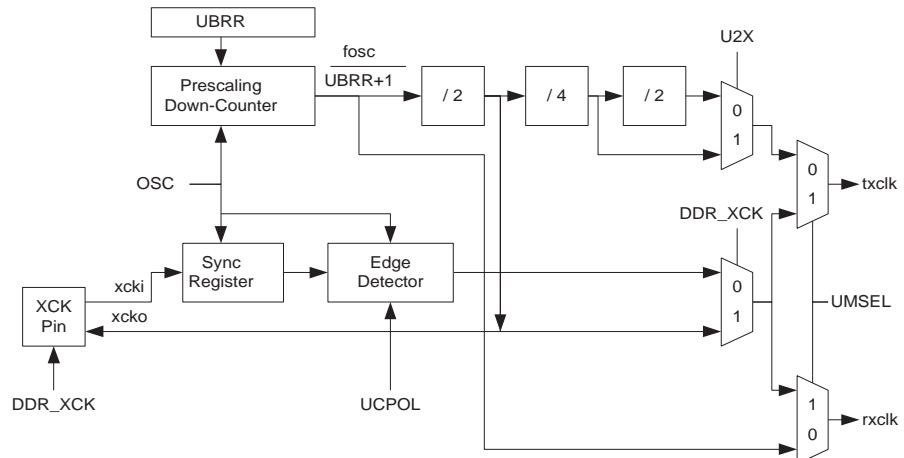 UBRR
U2X
fosc
UBRR+1
Prescaling
Down-Counter
/ 2
/ 4
/ 2
0
1
OSC
0
1
txclk
DDR_XCK
Sync
Register
Edge
Detector
0
1
xcki
XCK
Pin
xcko
UMSEL
DDR_XCK
UCPOL
1
0
rxclk